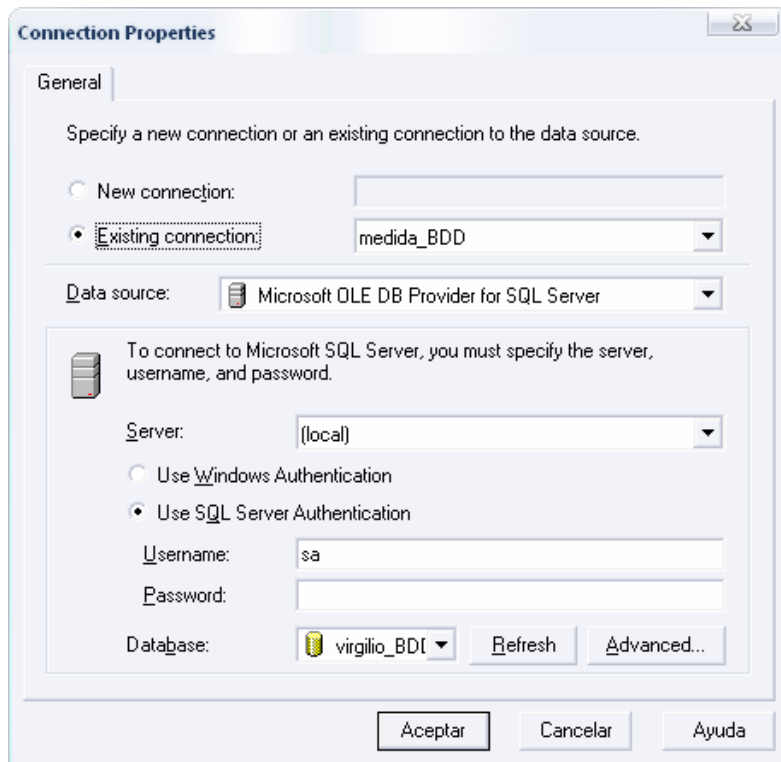 Connection Properties
General
Specify a new connection or an existing connection to the data source.
New connection:
Existing connection: medida_BDD
Data source: Microsoft OLE DB Provider for SQL Server
To connect to Microsoft SQL Server, you must specify the server,
username, and password.
Server: (local)
Use Windows Authentication
Use SQL Server Authentication
Username: sa
Password:
Database: virgilio_BD Refresh Advanced...
Aceptar Cancelar Ayuda